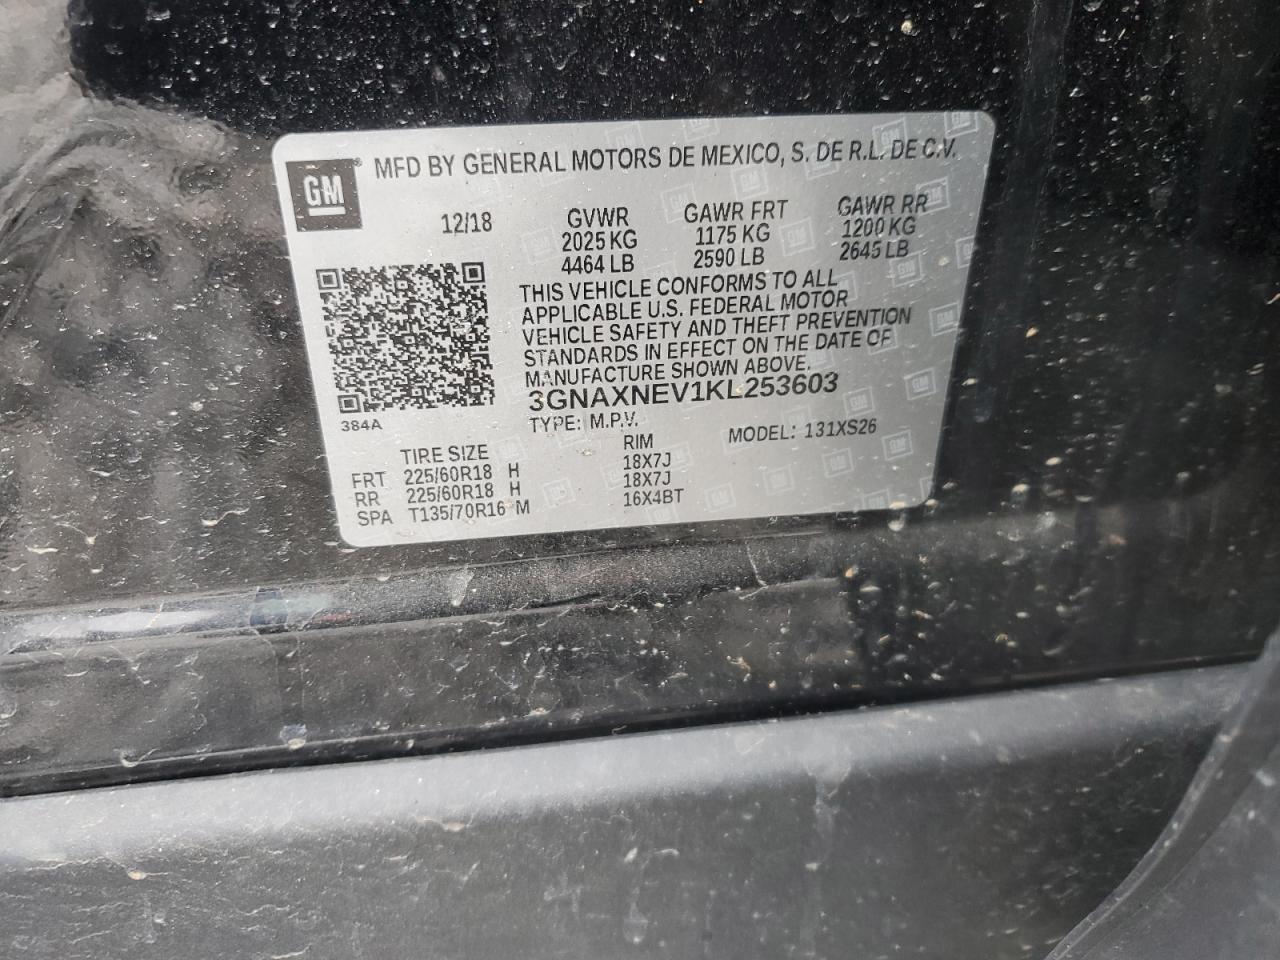 GM
MFD BY GENERAL MOTORS DE MEXICO, S. DE R.L. DE C.V.
12/18
GVWR
2025 KG
4464 LB
GAWR FRT
1175 KG
2590 LB
GAWR RR
1200 KG
2645 LB
THIS VEHICLE CONFORMS TO ALL
APPLICABLE U.S. FEDERAL MOTOR
VEHICLE SAFETY AND THEFT PREVENTION
STANDARDS IN EFFECT ON THE DATE OF
MANUFACTURE SHOWN ABOVE.
3GNAXNEV1KL253603
384A
TYPE: M.P.V.
MODEL: 131XS26
TIRE SIZE RIM
FRT 225/60R18 H 18X7J
RR 225/60R18 H 18X7J
SPA T135/70R16 M 16X4BT